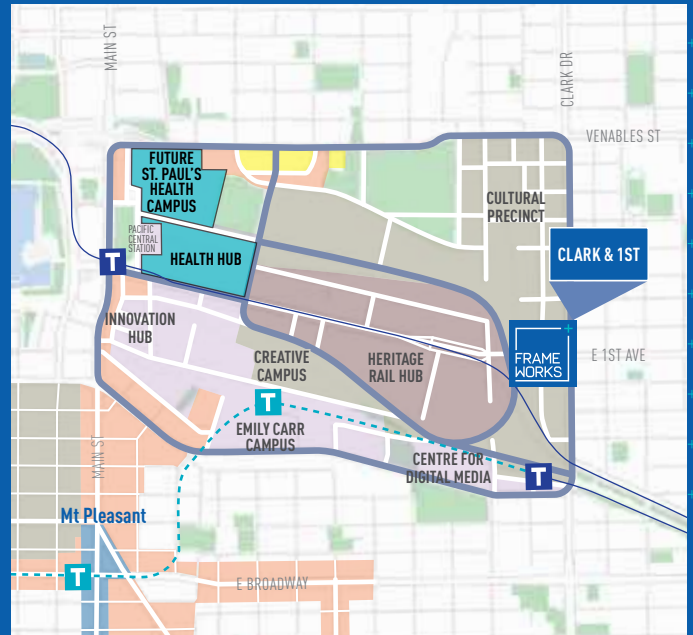 MAIN ST
CLARK DR
VENABLES ST
FUTURE
ST. PAUL'S
HEALTH
CAMPUS
CULTURAL
PRECINCT
PACIFIC
CENTRAL
STATION
HEALTH HUB
CLARK & 1ST
T
INNOVATION
HUB
CREATIVE
CAMPUS
HERITAGE
RAIL HUB
FRAME
WORKS
E 1ST AVE
T
EMILY CARR
CAMPUS
MAIN ST
CENTRE FOR
DIGITAL MEDIA
T
Mt Pleasant
T
E BROADWAY